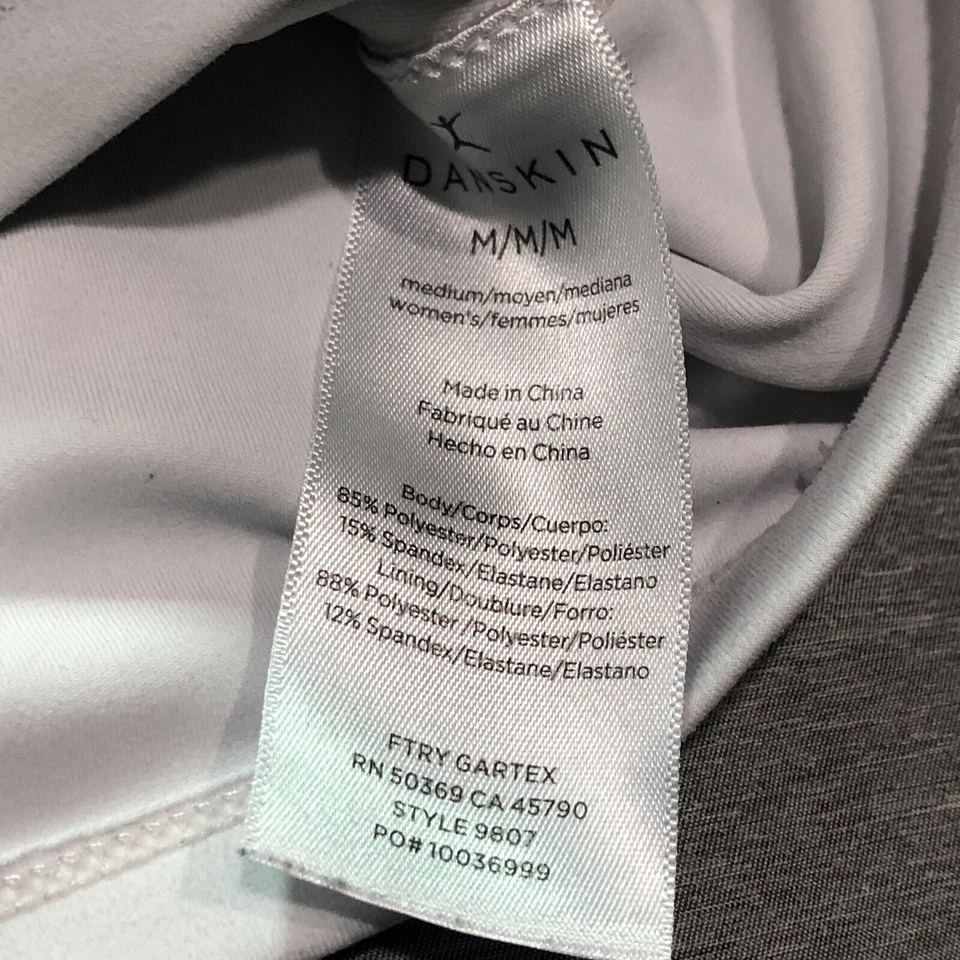 DANSKIN
M/M/M
medium/moyen/mediana
women's/femmes/mujeres
Made in China
Fabriqué au Chine
Hecho en China
Body/Corps/Cuerpo:
85% Polyester/Polyester/Poliéster
15% Spandex/Elastane/Elastano
Lining/Doublure/Forro:
88% Polyester /Polyester/Poliéster
12% Spandex/Elastane/Elastano
FTRY GARTEX
RN 50369 CA 45790
STYLE 9807
PO# 10036999